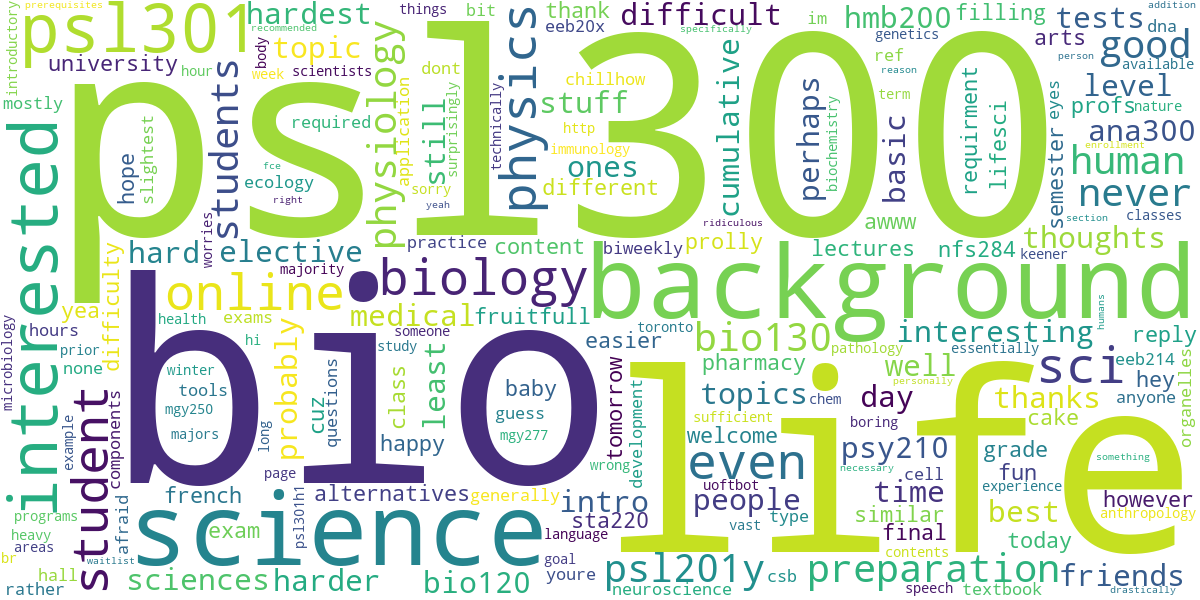 prerequisites
introductory
psl301
hardest
recommended
university
hour
topic
week
body
scientists
things
bit
thank
eeb20x
difficult
im
specifically
hmb200
filling
genetics
tests
arts
dna
addition
good
person
available
mostly
psl300
students
required
hope
slightest
fce
ecology
right
physiology
dont
application
still
surprisingly
sorry
yeah
technically
physics
chillhow
stuff
http
immunology
ones
different
cumulative
ridiculous
perhaps
biochemistry
ref
reason
term
basic
awww
requirment
lifesci
semester
eyes
level
profs
nature
ana300
enrollment
human
never
section
classes
interested
worries
hard
elective
practice
content
biweekly
prolly
lectures
nfs284
thoughts
keener
difficulty
majority
online
biology
background
yea
exams
medical
fruitfull
hours
health
hi
probably
someone
study
easier
toronto
bio130
interesting
humans
reply
microbiology
prior
none
bio
winter
tools
mgy250
majors
cuz
questions
class
least
baby
guess
mgy277
tomorrow
pharmacy
pathology
essentially
well
sci
eeb214
hey
anyone
organelles
life
topics
chem
personally
day
thanks
sufficient
boring
cake
student
components
example
long
happy
development
welcome
psy210
grade
something
page
wrong
even
necessary
cell
fun
experience
french
alternatives
generally
intro
uoftbot
people
time
best
however
anthropology
programs
afraid
science
exam
psl301h1
sta220
vast
type
similar
final
today
heavy
areas
language
contents
br
waitlist
goal
hall
rather
sciences
harder
bio120
youre
psl201y
neuroscience
csb
preparation
speech
textbook
friends
drastically